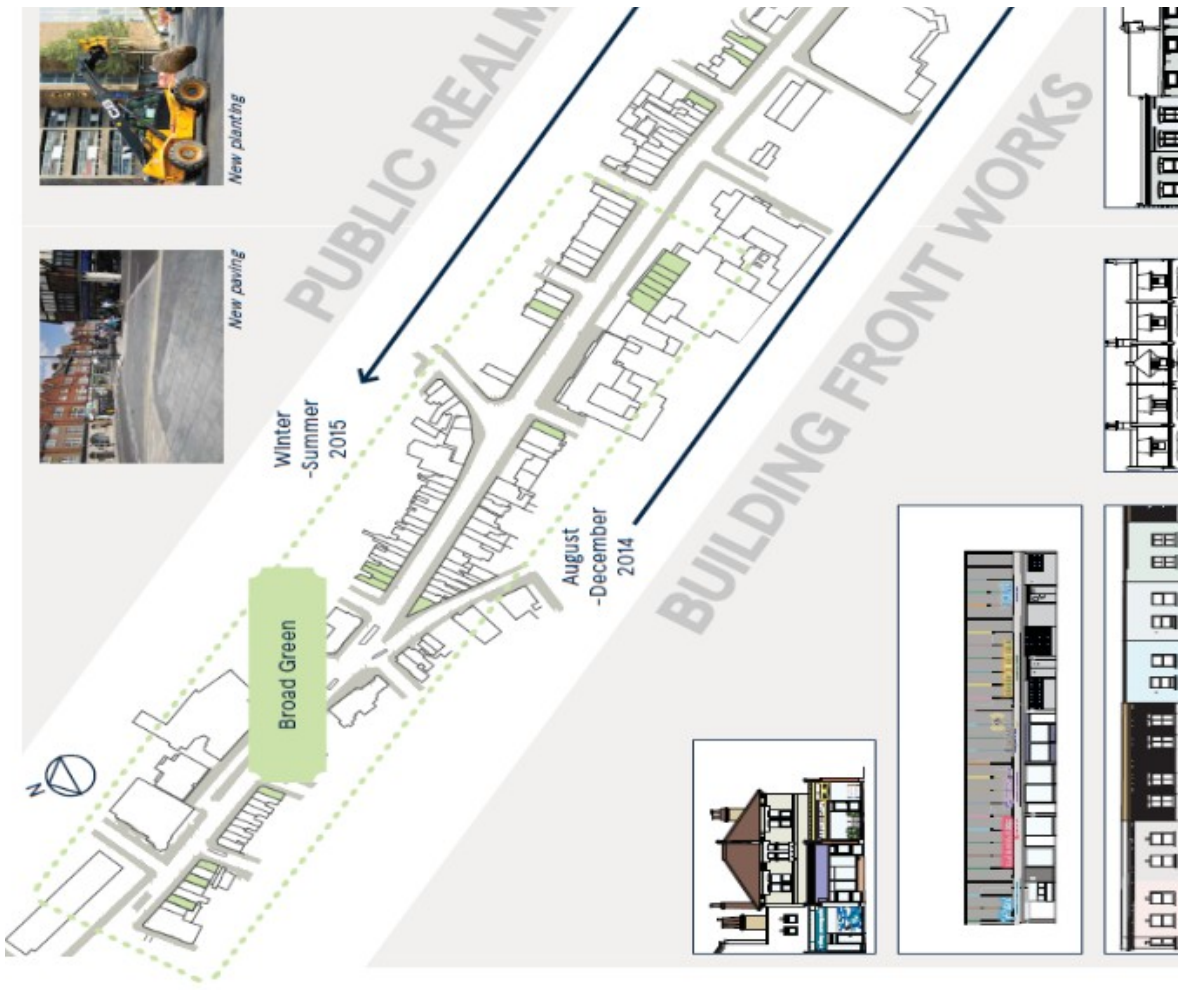 New planting
New paving
PUBLIC REALM
Winter
-Summer
2015
Broad Green
N
August
-December
2014
BUILDING FRONT WORKS